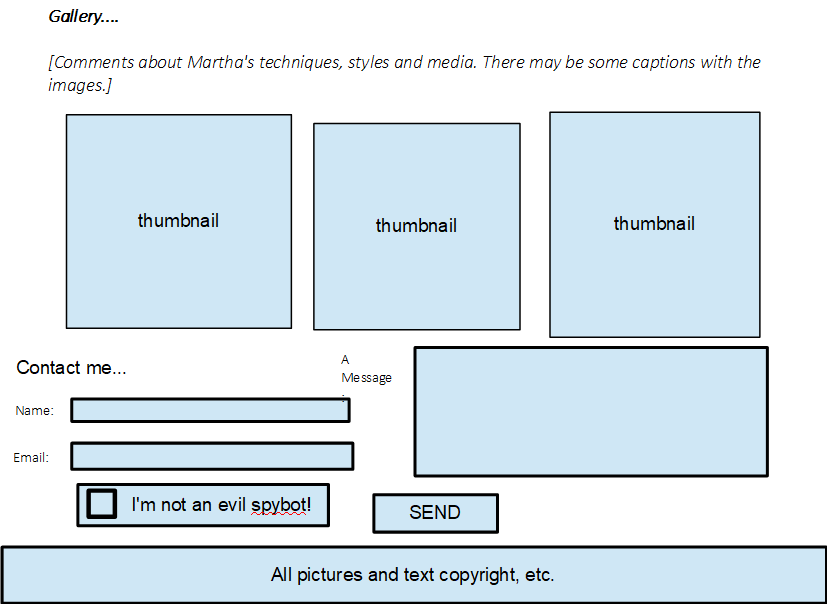 Gallery....
[Comments about Martha's techniques, styles and media. There may be some captions with the
images.]
thumbnail
thumbnail
thumbnail
Contact me...
A
Message
:
Name:
Email:
I'm not an evil spybot!
SEND
All pictures and text copyright, etc.